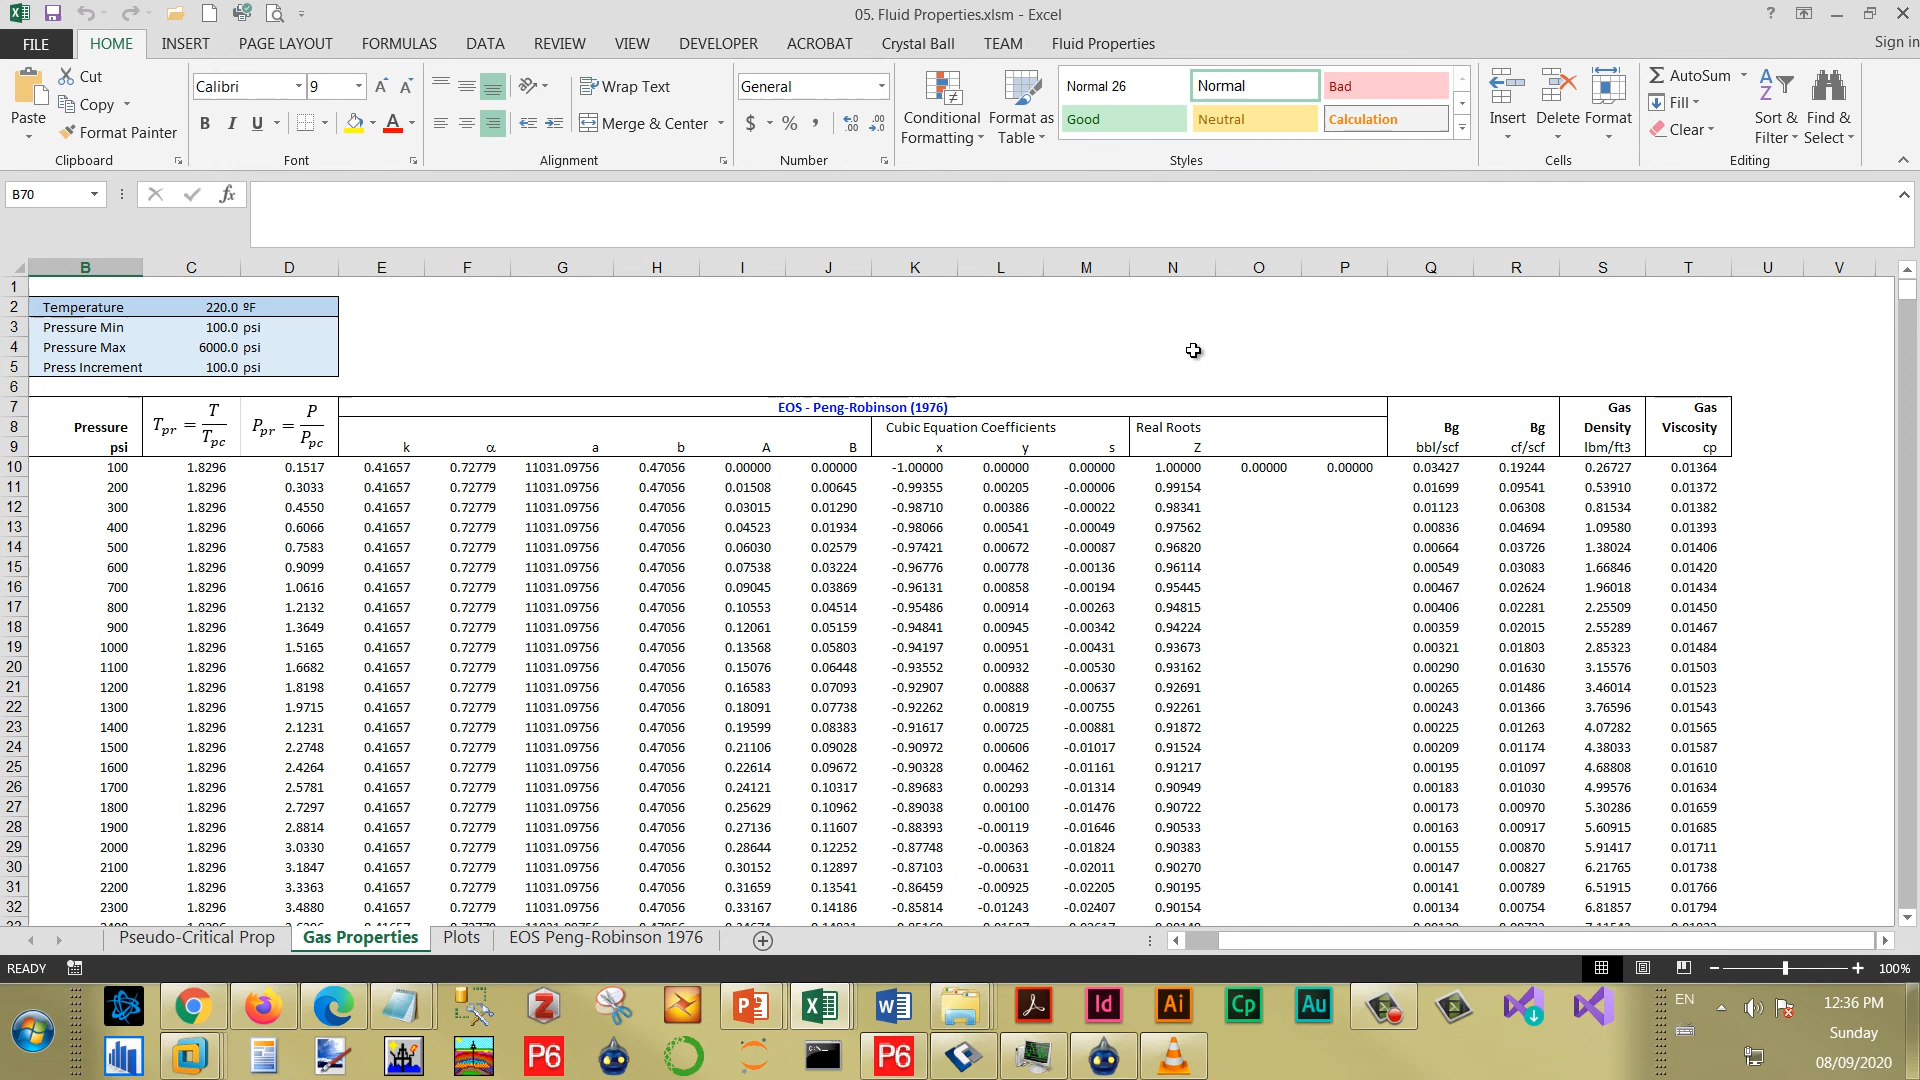 05. Fluid Properties.xlsm - Excel
FILE HOME INSERT PAGE LAYOUT FORMULAS DATA REVIEW VIEW DEVELOPER ACROBAT Crystal Ball TEAM Fluid Properties Sign in
Paste Cut Copy Format Painter Clipboard
Calibri 9 B I U A A Font
Wrap Text Merge & Center Alignment
General $ % , Number
Conditional Formatting Format as Table
Normal 26 Normal Bad
Good Neutral Calculation
Styles
Insert Delete Format Cells
AutoSum Fill Clear Sort & Filter Find & Select Editing
B70 fx
B C D E F G H I J K L M N O P Q R S T U V
1
2 Temperature 220.0 ºF
3 Pressure Min 100.0 psi
4 Pressure Max 6000.0 psi
5 Press Increment 100.0 psi
6
7 Tpr = T/Tpc Ppr = P/Ppc EOS - Peng-Robinson (1976) Gas Gas
8 Pressure Cubic Equation Coefficients Real Roots Bg Bg Density Viscosity
9 psi k α a b A B x y s Z bbl/scf cf/scf lbm/ft3 cp
10 100 1.8296 0.1517 0.41657 0.72779 11031.09756 0.47056 0.00000 0.00000 -1.00000 0.00000 0.00000 1.00000 0.00000 0.00000 0.03427 0.19244 0.26727 0.01364
11 200 1.8296 0.3033 0.41657 0.72779 11031.09756 0.47056 0.01508 0.00645 -0.99355 0.00205 -0.00006 0.99154 0.01699 0.09541 0.53910 0.01372
12 300 1.8296 0.4550 0.41657 0.72779 11031.09756 0.47056 0.03015 0.01290 -0.98710 0.00386 -0.00022 0.98341 0.01123 0.06308 0.81534 0.01382
13 400 1.8296 0.6066 0.41657 0.72779 11031.09756 0.47056 0.04523 0.01934 -0.98066 0.00541 -0.00049 0.97562 0.00836 0.04694 1.09580 0.01393
14 500 1.8296 0.7583 0.41657 0.72779 11031.09756 0.47056 0.06030 0.02579 -0.97421 0.00672 -0.00087 0.96820 0.00664 0.03726 1.38024 0.01406
15 600 1.8296 0.9099 0.41657 0.72779 11031.09756 0.47056 0.07538 0.03224 -0.96776 0.00778 -0.00136 0.96114 0.00549 0.03083 1.66846 0.01420
16 700 1.8296 1.0616 0.41657 0.72779 11031.09756 0.47056 0.09045 0.03869 -0.96131 0.00858 -0.00194 0.95445 0.00467 0.02624 1.96018 0.01434
17 800 1.8296 1.2132 0.41657 0.72779 11031.09756 0.47056 0.10553 0.04514 -0.95486 0.00914 -0.00263 0.94815 0.00406 0.02281 2.25509 0.01450
18 900 1.8296 1.3649 0.41657 0.72779 11031.09756 0.47056 0.12061 0.05159 -0.94841 0.00945 -0.00342 0.94224 0.00359 0.02015 2.55289 0.01467
19 1000 1.8296 1.5165 0.41657 0.72779 11031.09756 0.47056 0.13568 0.05803 -0.94197 0.00951 -0.00431 0.93673 0.00321 0.01803 2.85323 0.01484
20 1100 1.8296 1.6682 0.41657 0.72779 11031.09756 0.47056 0.15076 0.06448 -0.93552 0.00932 -0.00530 0.93162 0.00290 0.01630 3.15576 0.01503
21 1200 1.8296 1.8198 0.41657 0.72779 11031.09756 0.47056 0.16583 0.07093 -0.92907 0.00888 -0.00637 0.92691 0.00265 0.01486 3.46014 0.01523
22 1300 1.8296 1.9715 0.41657 0.72779 11031.09756 0.47056 0.18091 0.07738 -0.92262 0.00819 -0.00755 0.92261 0.00243 0.01366 3.76596 0.01543
23 1400 1.8296 2.1231 0.41657 0.72779 11031.09756 0.47056 0.19599 0.08383 -0.91617 0.00725 -0.00881 0.91872 0.00225 0.01263 4.07282 0.01565
24 1500 1.8296 2.2748 0.41657 0.72779 11031.09756 0.47056 0.21106 0.09028 -0.90972 0.00606 -0.01017 0.91524 0.00209 0.01174 4.38033 0.01587
25 1600 1.8296 2.4264 0.41657 0.72779 11031.09756 0.47056 0.22614 0.09672 -0.90328 0.00462 -0.01161 0.91217 0.00195 0.01097 4.68808 0.01610
26 1700 1.8296 2.5781 0.41657 0.72779 11031.09756 0.47056 0.24121 0.10317 -0.89683 0.00293 -0.01314 0.90949 0.00183 0.01030 4.99576 0.01634
27 1800 1.8296 2.7297 0.41657 0.72779 11031.09756 0.47056 0.25629 0.10962 -0.89038 0.00100 -0.01476 0.90722 0.00173 0.00970 5.30286 0.01659
28 1900 1.8296 2.8814 0.41657 0.72779 11031.09756 0.47056 0.27136 0.11607 -0.88393 -0.00119 -0.01646 0.90533 0.00163 0.00917 5.60915 0.01685
29 2000 1.8296 3.0330 0.41657 0.72779 11031.09756 0.47056 0.28644 0.12252 -0.87748 -0.00363 -0.01824 0.90383 0.00155 0.00870 5.91417 0.01711
30 2100 1.8296 3.1847 0.41657 0.72779 11031.09756 0.47056 0.30152 0.12897 -0.87103 -0.00631 -0.02011 0.90270 0.00147 0.00827 6.21765 0.01738
31 2200 1.8296 3.3363 0.41657 0.72779 11031.09756 0.47056 0.31659 0.13541 -0.86459 -0.00925 -0.02205 0.90195 0.00141 0.00789 6.51915 0.01766
32 2300 1.8296 3.4880 0.41657 0.72779 11031.09756 0.47056 0.33167 0.14186 -0.85814 -0.01243 -0.02407 0.90154 0.00134 0.00754 6.81857 0.01794
Pseudo-Critical Prop Gas Properties Plots EOS Peng-Robinson 1976
READY 100%
Id Ai Cp Au EN 12:36 PM
Sunday
P6 P6 08/09/2020